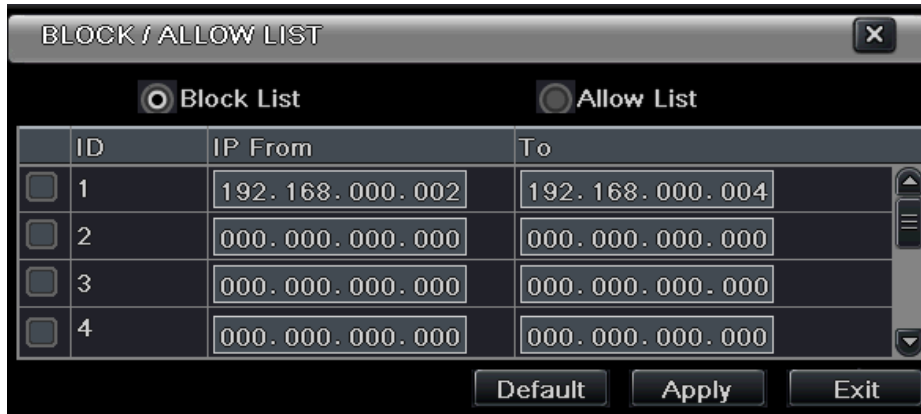 BLOCK / ALLOW LIST
Block List Allow List
ID IP From To
1 192.168.000.002 192.168.000.004
2 000.000.000.000 000.000.000.000
3 000.000.000.000 000.000.000.000
4 000.000.000.000 000.000.000.000
Default Apply Exit